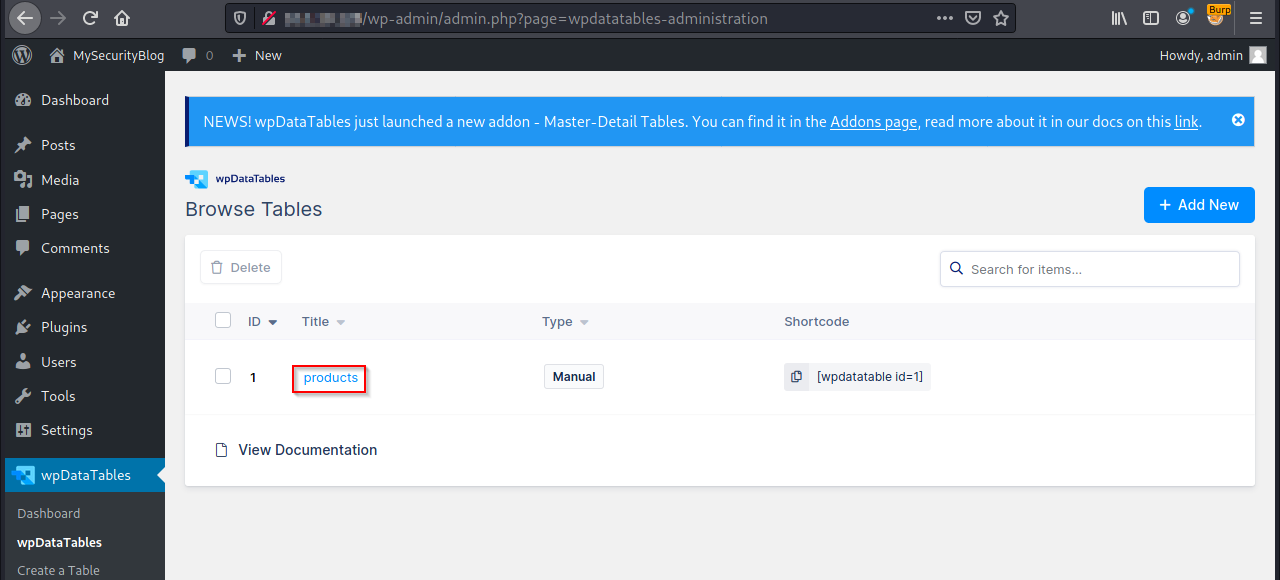 /wp-admin/admin.php?page=wpdatatables-administration
Burp
MySecurityBlog 0 New
Howdy, admin
Dashboard
Posts
Media
Pages
Comments
Appearance
Plugins
Users
Tools
Settings
wpDataTables
Dashboard
wpDataTables
Create a Table
NEWS! wpDataTables just launched a new addon - Master-Detail Tables. You can find it in the Addons page, read more about it in our docs on this link.
wpDataTables
Browse Tables
+ Add New
Delete
Search for items...
ID Title Type Shortcode
1 products Manual [wpdatatable id=1]
View Documentation